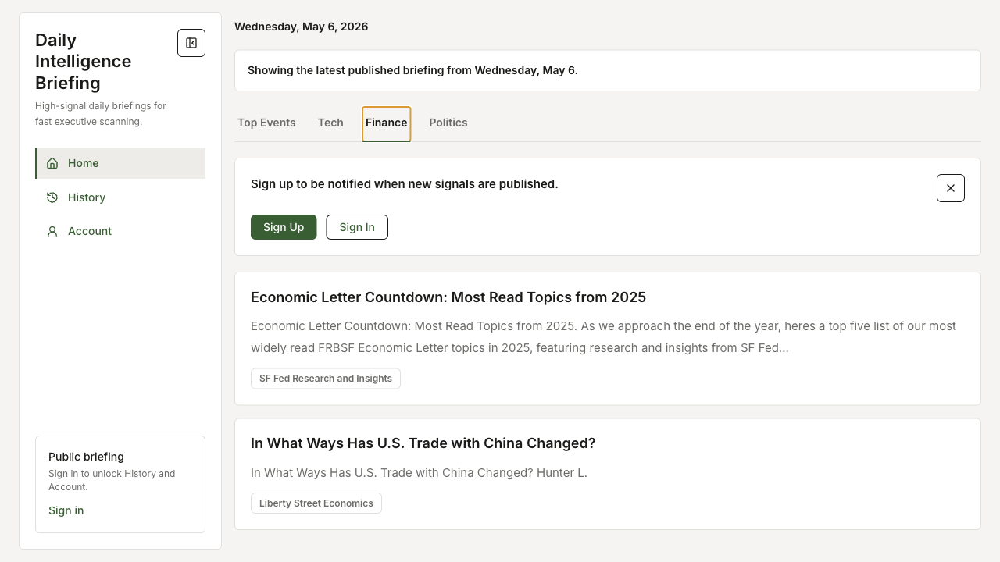 Daily
Intelligence
Briefing
High-signal daily briefings for
fast executive scanning.
Home
History
Account
Public briefing
Sign in to unlock History and
Account.
Sign in
Wednesday, May 6, 2026
Showing the latest published briefing from Wednesday, May 6.
Top Events Tech Finance Politics
Sign up to be notified when new signals are published.
Sign Up Sign In
Economic Letter Countdown: Most Read Topics from 2025
Economic Letter Countdown: Most Read Topics from 2025. As we approach the end of the year, heres a top five list of our most
widely read FRBSF Economic Letter topics in 2025, featuring research and insights from SF Fed...
SF Fed Research and Insights
In What Ways Has U.S. Trade with China Changed?
In What Ways Has U.S. Trade with China Changed? Hunter L.
Liberty Street Economics